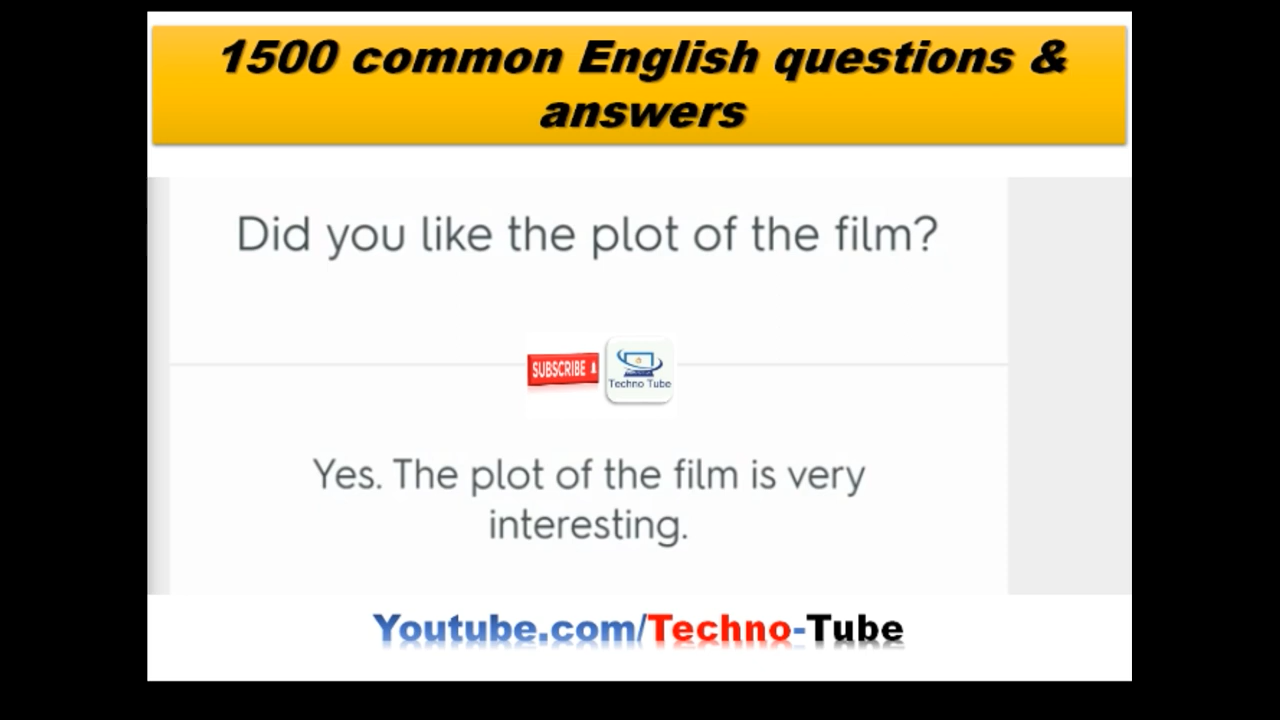 1500 common English questions &
answers
Did you like the plot of the film?
SUBSCRIBE
Techno Tube
Yes. The plot of the film is very
interesting.
Youtube.com/Techno-Tube